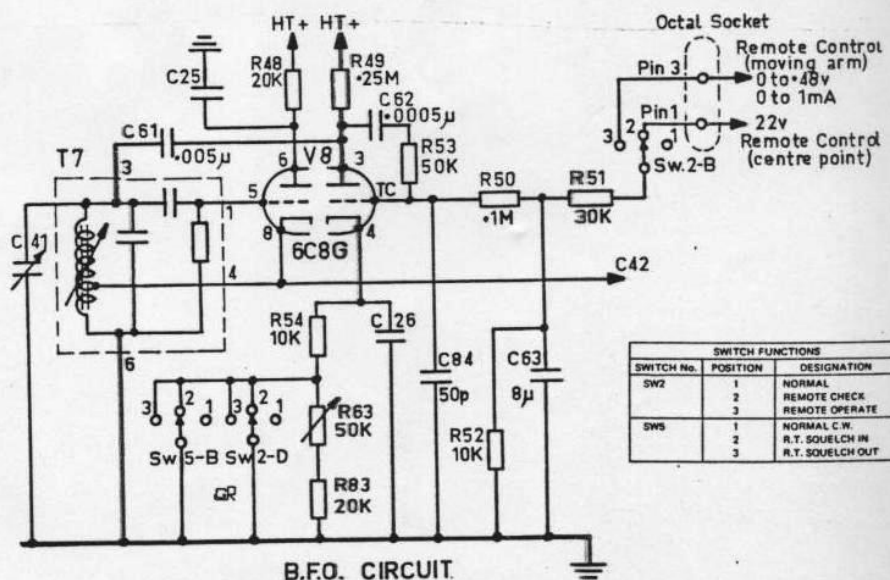 HT+ HT+
Octal Socket
R48
20K
R49
·25M
C25
C62
·0005µ
C61
·005µ
R53
50K
Pin 3
Remote Control
(moving arm)
0 to ·48v
0 to 1mA
Pin1
22v
Remote Control
(centre point)
3 2 1
Sw.2-B
T7
3
6 V8 3
5
TC
1
8 4
6C8G
R50
·1M
R51
30K
C41
4
C42
6
R54
10K
C26
C84
50p
C63
8µ
3 2 1 3 2 1
R63
50K
R52
10K
Sw.5-B Sw.2-D
R83
20K
B.F.O. CIRCUIT
SWITCH FUNCTIONS
SWITCH No. POSITION DESIGNATION
SW2 1 NORMAL
2 REMOTE CHECK
3 REMOTE OPERATE
SW5 1 NORMAL C.W.
2 R.T. SQUELCH IN
3 R.T. SQUELCH OUT